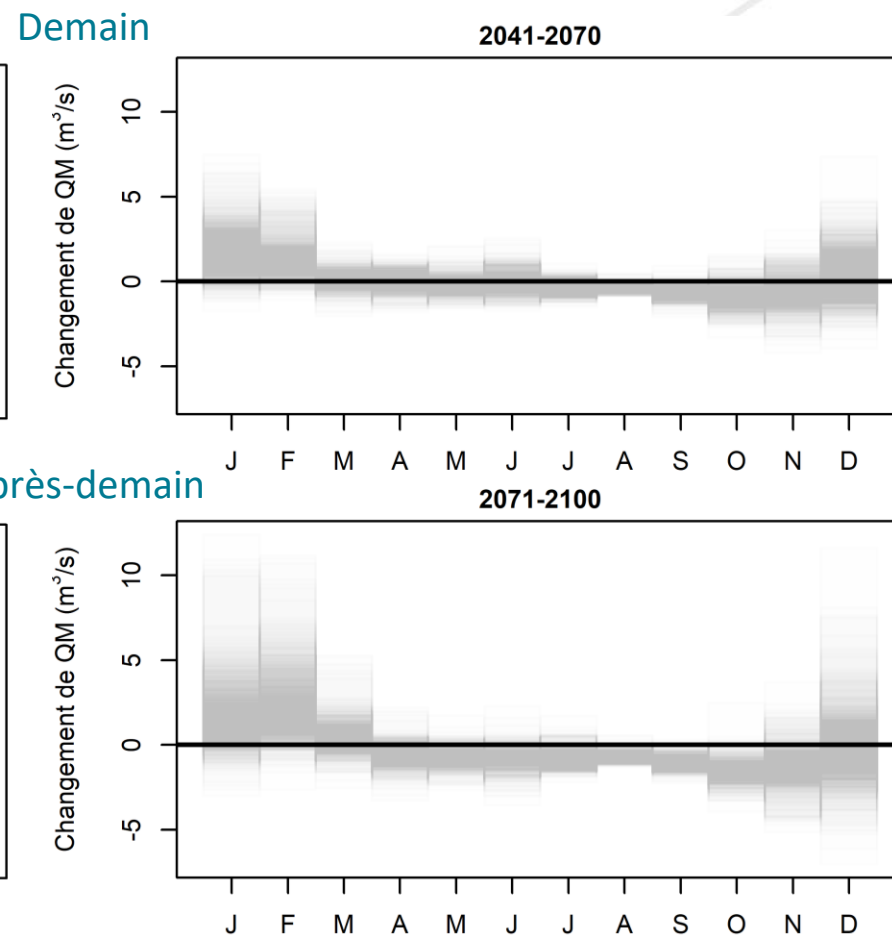 Demain
2041-2070
Changement de QM (m³/s)
10
5
0
-5
J F M A M J J A S O N D
près-demain
2071-2100
Changement de QM (m³/s)
10
5
0
-5
J F M A M J J A S O N D